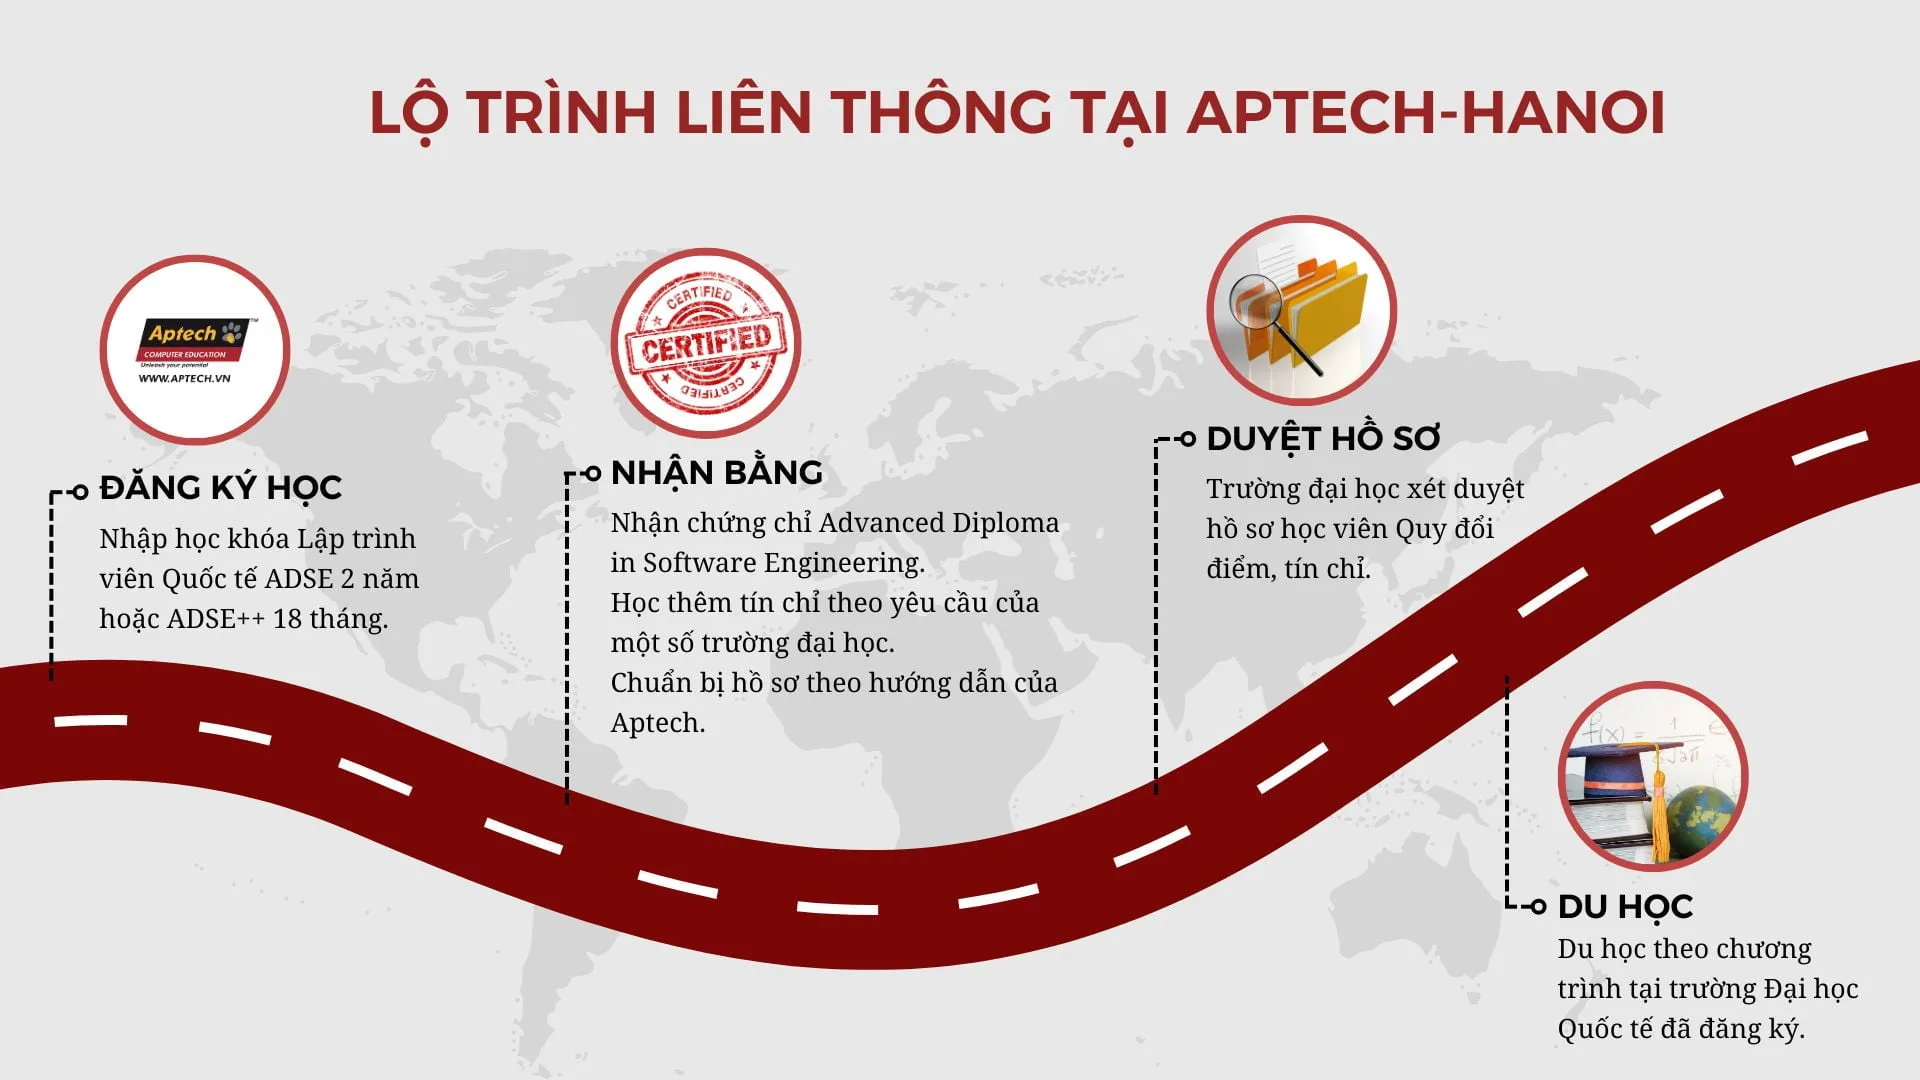 LỘ TRÌNH LIÊN THÔNG TẠI APTECH-HANOI
Aptech
TM
COMPUTER EDUCATION
Unleash your potential
WWW.APTECH.VN
ĐĂNG KÝ HỌC
Nhập học khóa Lập trình
viên Quốc tế ADSE 2 năm
hoặc ADSE++ 18 tháng.
CERTIFIED
CERTIFIED
CERTIFIED
NHẬN BẰNG
Nhận chứng chỉ Advanced Diploma
in Software Engineering.
Học thêm tín chỉ theo yêu cầu của
một số trường đại học.
Chuẩn bị hồ sơ theo hướng dẫn của
Aptech.
DUYỆT HỒ SƠ
Trường đại học xét duyệt
hồ sơ học viên Quy đổi
điểm, tín chỉ.
DU HỌC
Du học theo chương
trình tại trường Đại học
Quốc tế đã đăng ký.